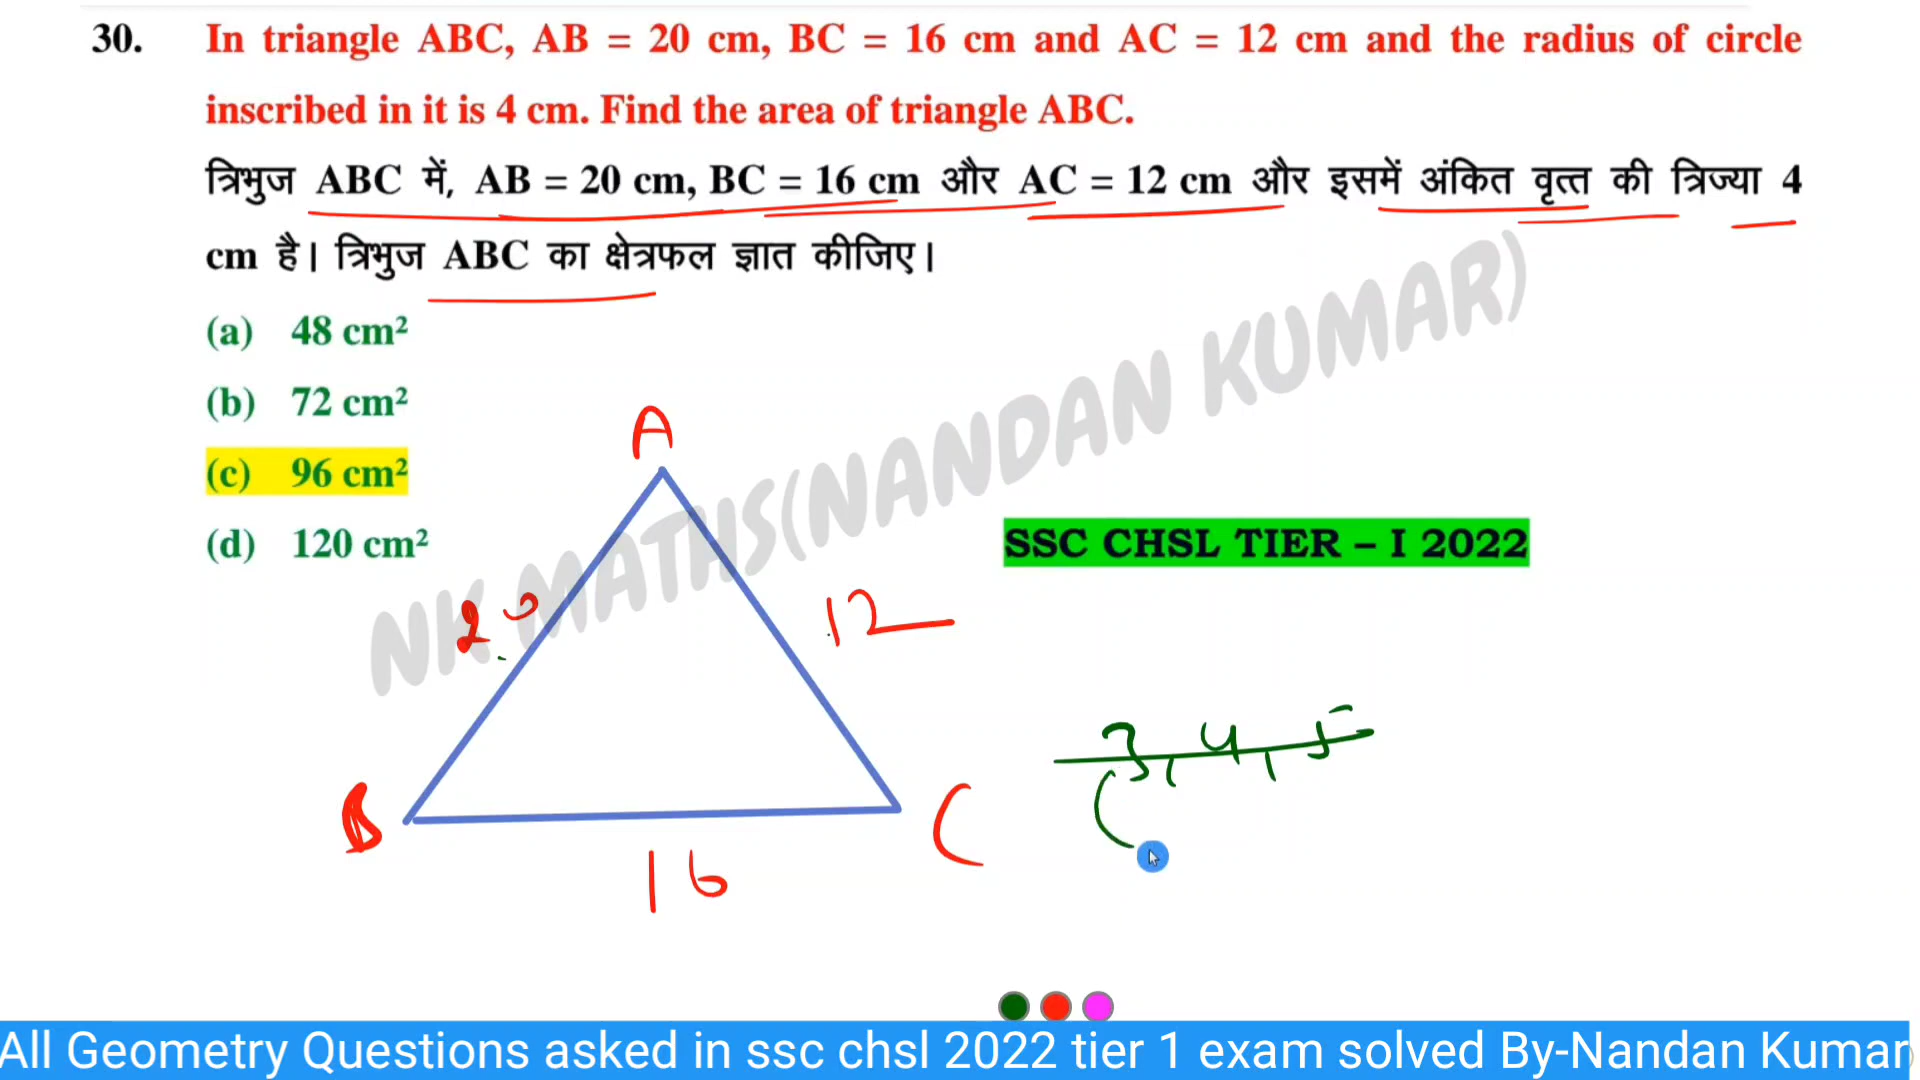 30. In triangle ABC, AB = 20 cm, BC = 16 cm and AC = 12 cm and the radius of circle
inscribed in it is 4 cm. Find the area of triangle ABC.
त्रिभुज ABC में, AB = 20 cm, BC = 16 cm और AC = 12 cm और इसमें अंकित वृत्त की त्रिज्या 4
cm है। त्रिभुज ABC का क्षेत्रफल ज्ञात कीजिए।
(a) 48 cm²
(b) 72 cm²
(c) 96 cm²
(d) 120 cm²
SSC CHSL TIER – I 2022
NK MATHS(NANDAN KUMAR)
A
20
12
3, 4, 5
B
C
16
All Geometry Questions asked in ssc chsl 2022 tier 1 exam solved By-Nandan Kumar